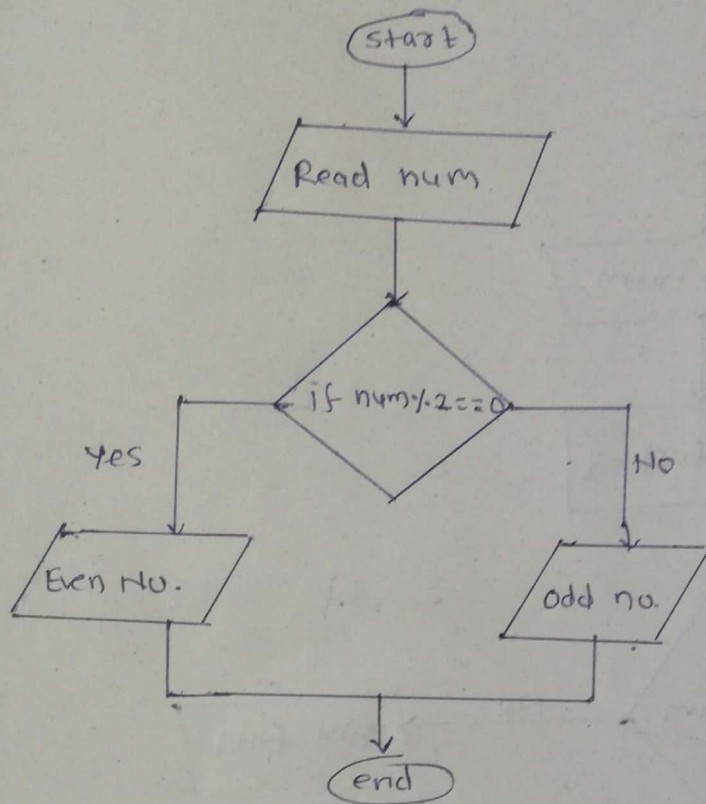 start
Read num
if num%2==0
Yes
No
Even No.
odd no.
end